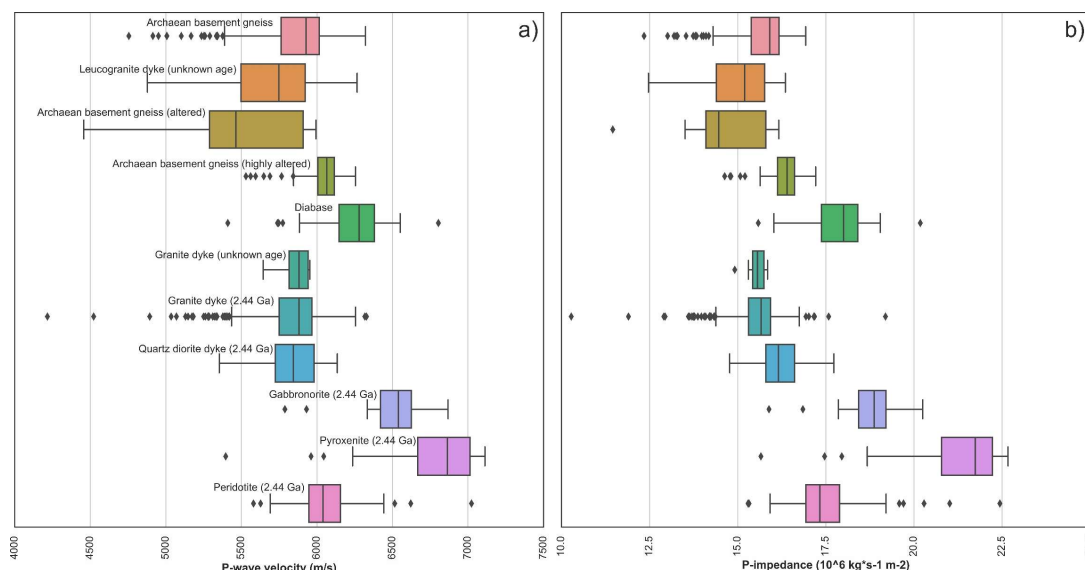 a)
Archaean basement gneiss
Leucogranite dyke (unknown age)
Archaean basement gneiss (altered)
Archaean basement gneiss (highly altered)
Diabase
Granite dyke (unknown age)
Granite dyke (2.44 Ga)
Quartz diorite dyke (2.44 Ga)
Gabbronorite (2.44 Ga)
Pyroxenite (2.44 Ga)
Peridotite (2.44 Ga)
4000
4500
5000
5500
6000
6500
7000
7500
P-wave velocity (m/s)
b)
10.0
12.5
15.0
17.5
20.0
22.5
P-impedance (10^6 kg*s-1 m-2)